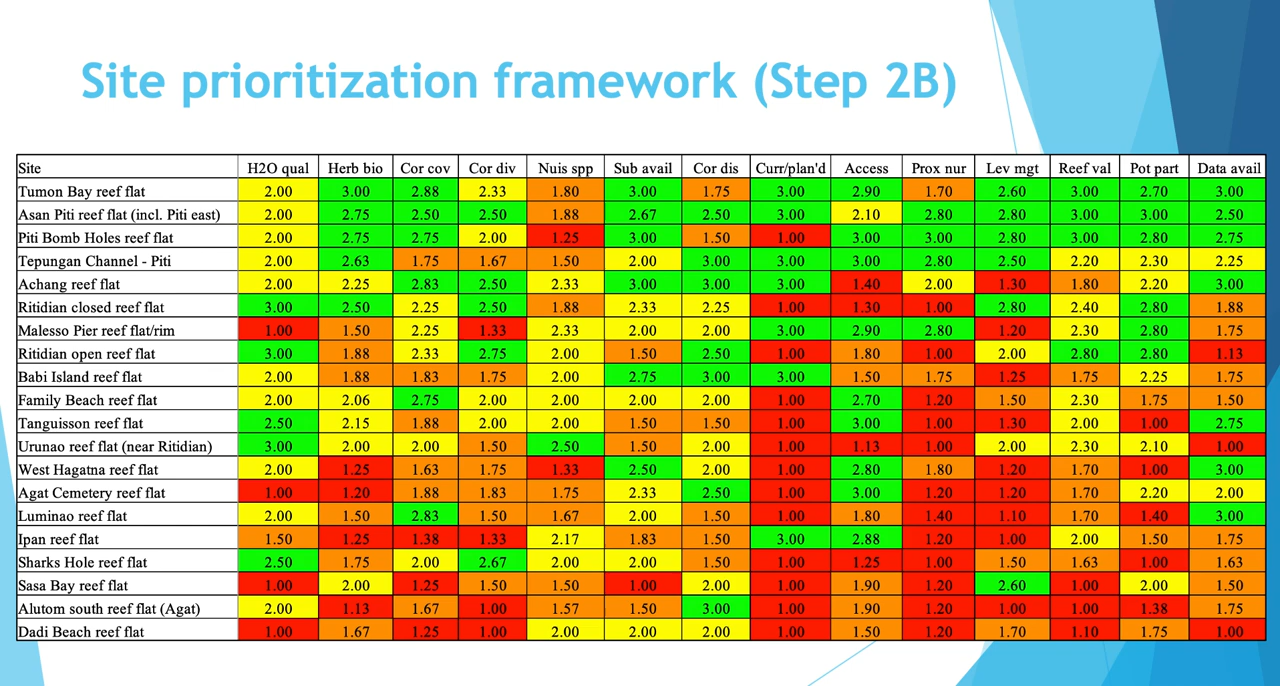 Site prioritization framework (Step 2B)
Site H2O qual Herb bio Cor cov Cor div Nuis spp Sub avail Cor dis Curr/plan'd Access Prox nur Lev mgt Reef val Pot part Data avail
Tumon Bay reef flat 2.00 3.00 2.88 2.33 1.80 3.00 1.75 3.00 2.90 1.70 2.60 3.00 2.70 3.00
Asan Piti reef flat (incl. Piti east) 2.00 2.75 2.50 2.50 1.88 2.67 2.50 3.00 2.10 2.80 2.80 3.00 3.00 2.50
Piti Bomb Holes reef flat 2.00 2.75 2.75 2.00 1.25 3.00 1.50 1.00 3.00 3.00 2.80 3.00 2.80 2.75
Tepungan Channel - Piti 2.00 2.63 1.75 1.67 1.50 2.00 3.00 3.00 3.00 2.80 2.50 2.20 2.30 2.25
Achang reef flat 2.00 2.25 2.83 2.50 2.33 3.00 3.00 3.00 1.40 2.00 1.30 1.80 2.20 3.00
Ritidian closed reef flat 3.00 2.50 2.25 2.50 1.88 2.33 2.25 1.00 1.30 1.00 2.80 2.40 2.80 1.88
Malesso Pier reef flat/rim 1.00 1.50 2.25 1.33 2.33 2.00 2.00 3.00 2.90 2.80 1.20 2.30 2.80 1.75
Ritidian open reef flat 3.00 1.88 2.33 2.75 2.00 1.50 2.50 1.00 1.80 1.00 2.00 2.80 2.80 1.13
Babi Island reef flat 2.00 1.88 1.83 1.75 2.00 2.75 3.00 3.00 1.50 1.75 1.25 1.75 2.25 1.75
Family Beach reef flat 2.00 2.06 2.75 2.00 2.00 2.00 2.00 1.00 2.70 1.20 1.50 2.30 1.75 1.50
Tanguisson reef flat 2.50 2.15 1.88 2.00 2.00 1.50 1.50 1.00 3.00 1.00 1.30 2.00 1.00 2.75
Urunao reef flat (near Ritidian) 3.00 2.00 2.00 1.50 2.50 1.50 2.00 1.00 1.13 1.00 2.00 2.30 2.10 1.00
West Hagatna reef flat 2.00 1.25 1.63 1.75 1.33 2.50 2.00 1.00 2.80 1.80 1.20 1.70 1.00 3.00
Agat Cemetery reef flat 1.00 1.20 1.88 1.83 1.75 2.33 2.50 1.00 3.00 1.20 1.20 1.70 2.20 2.00
Luminao reef flat 2.00 1.50 2.83 1.50 1.67 2.00 1.50 1.00 1.80 1.40 1.10 1.70 1.40 3.00
Ipan reef flat 1.50 1.25 1.38 1.33 2.17 1.83 1.50 3.00 2.88 1.20 1.00 2.00 1.50 1.75
Sharks Hole reef flat 2.50 1.75 2.00 2.67 2.00 2.00 1.50 1.00 1.25 1.00 1.50 1.63 1.00 1.63
Sasa Bay reef flat 1.00 2.00 1.25 1.50 1.50 1.00 2.00 1.00 1.90 1.20 2.60 1.00 2.00 1.50
Alutom south reef flat (Agat) 2.00 1.13 1.67 1.00 1.57 1.50 3.00 1.00 1.90 1.20 1.00 1.00 1.38 1.75
Dadi Beach reef flat 1.00 1.67 1.25 1.00 2.00 2.00 2.00 1.00 1.50 1.20 1.70 1.10 1.75 1.00